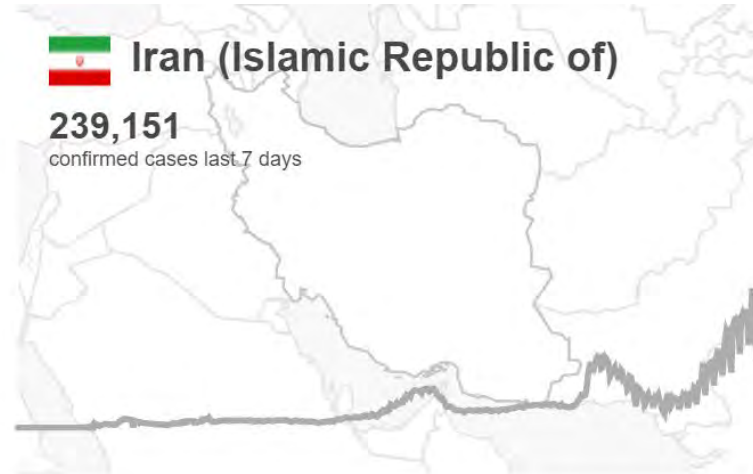 Iran (Islamic Republic of)
239,151
confirmed cases last 7 days